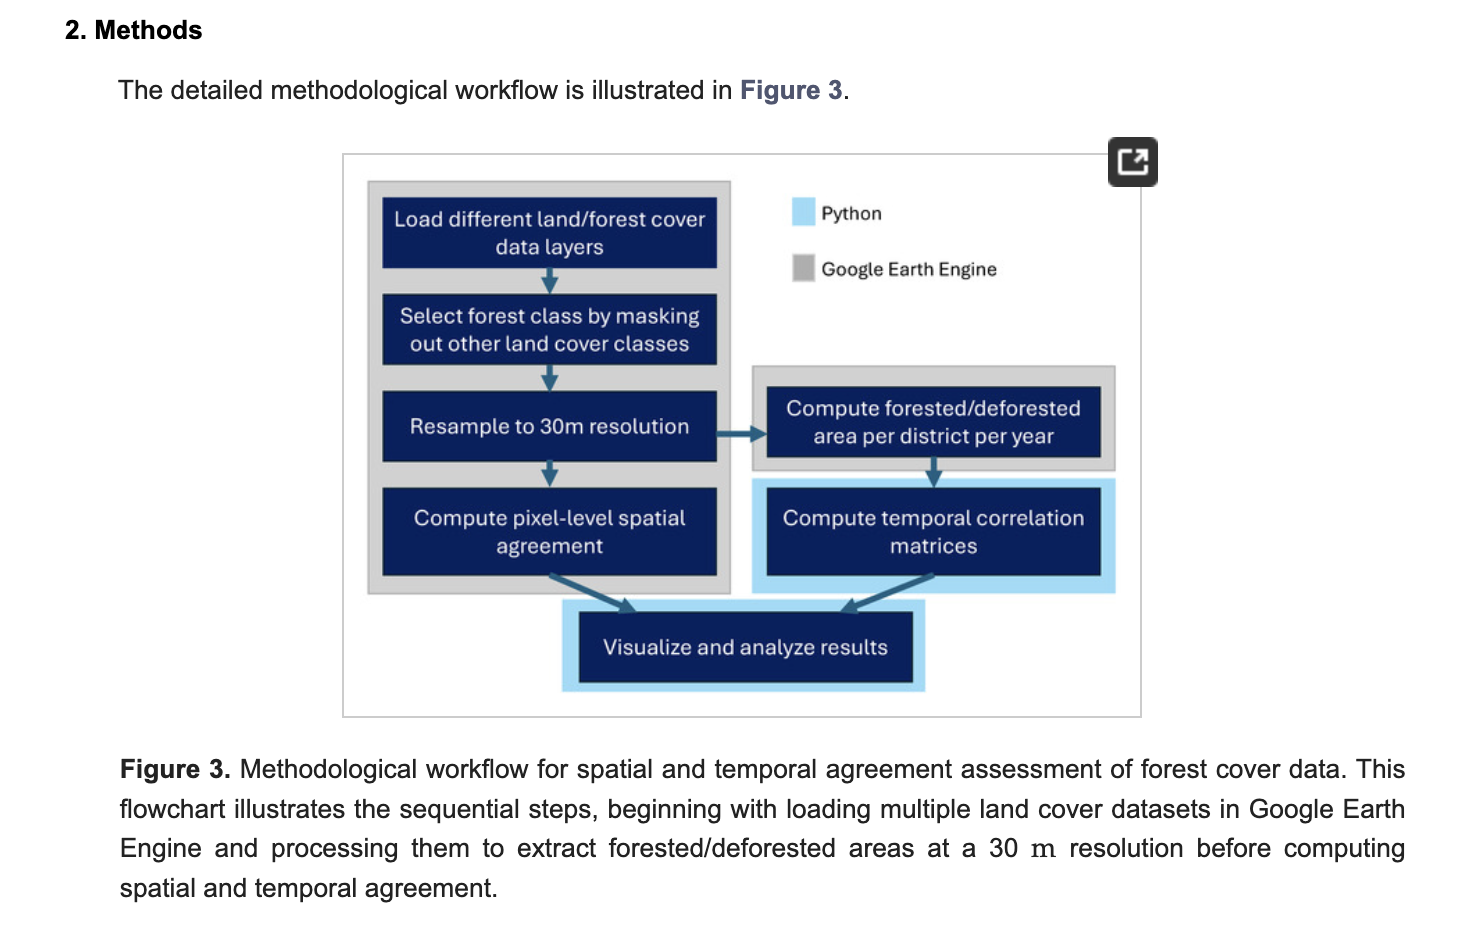 2. Methods
The detailed methodological workflow is illustrated in Figure 3.
Load different land/forest cover
data layers
Select forest class by masking
out other land cover classes
Resample to 30m resolution
Compute pixel-level spatial
agreement
Python
Google Earth Engine
Compute forested/deforested
area per district per year
Compute temporal correlation
matrices
Visualize and analyze results
Figure 3. Methodological workflow for spatial and temporal agreement assessment of forest cover data. This
flowchart illustrates the sequential steps, beginning with loading multiple land cover datasets in Google Earth
Engine and processing them to extract forested/deforested areas at a 30 m resolution before computing
spatial and temporal agreement.